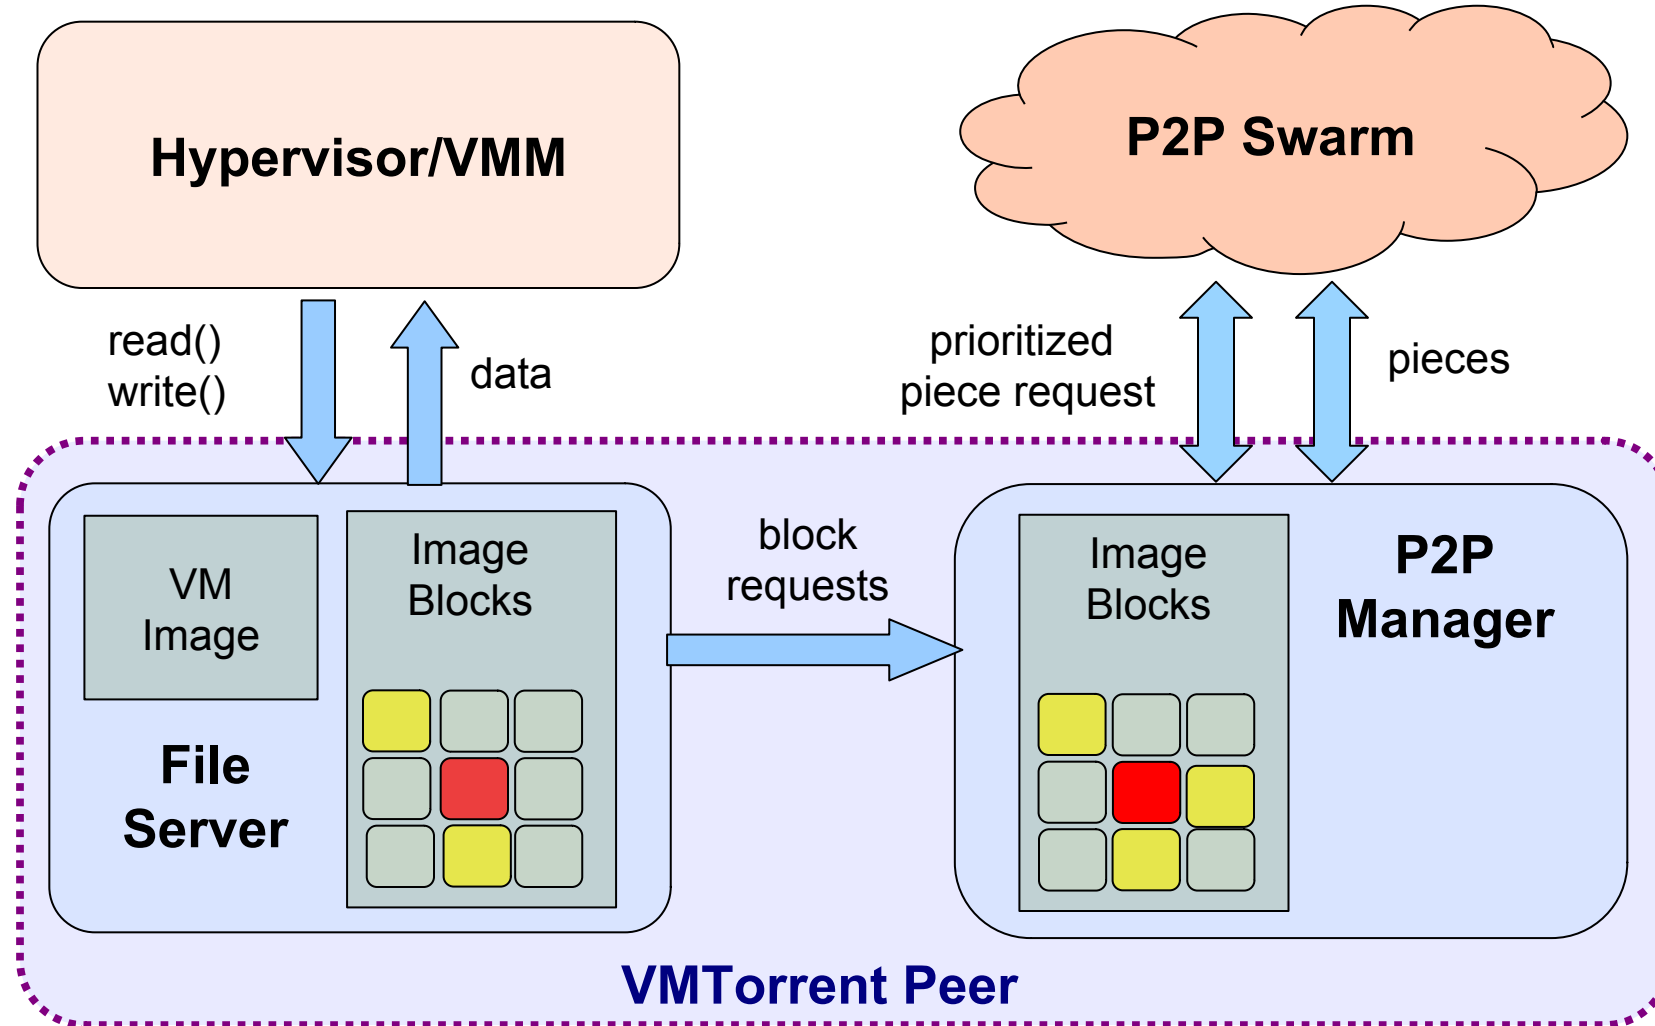 Hypervisor/VMM
P2P Swarm
read()
write()
data
prioritized
piece request
pieces
VM
Image
Image
Blocks
File
Server
block
requests
Image
Blocks
P2P
Manager
VMTorrent Peer